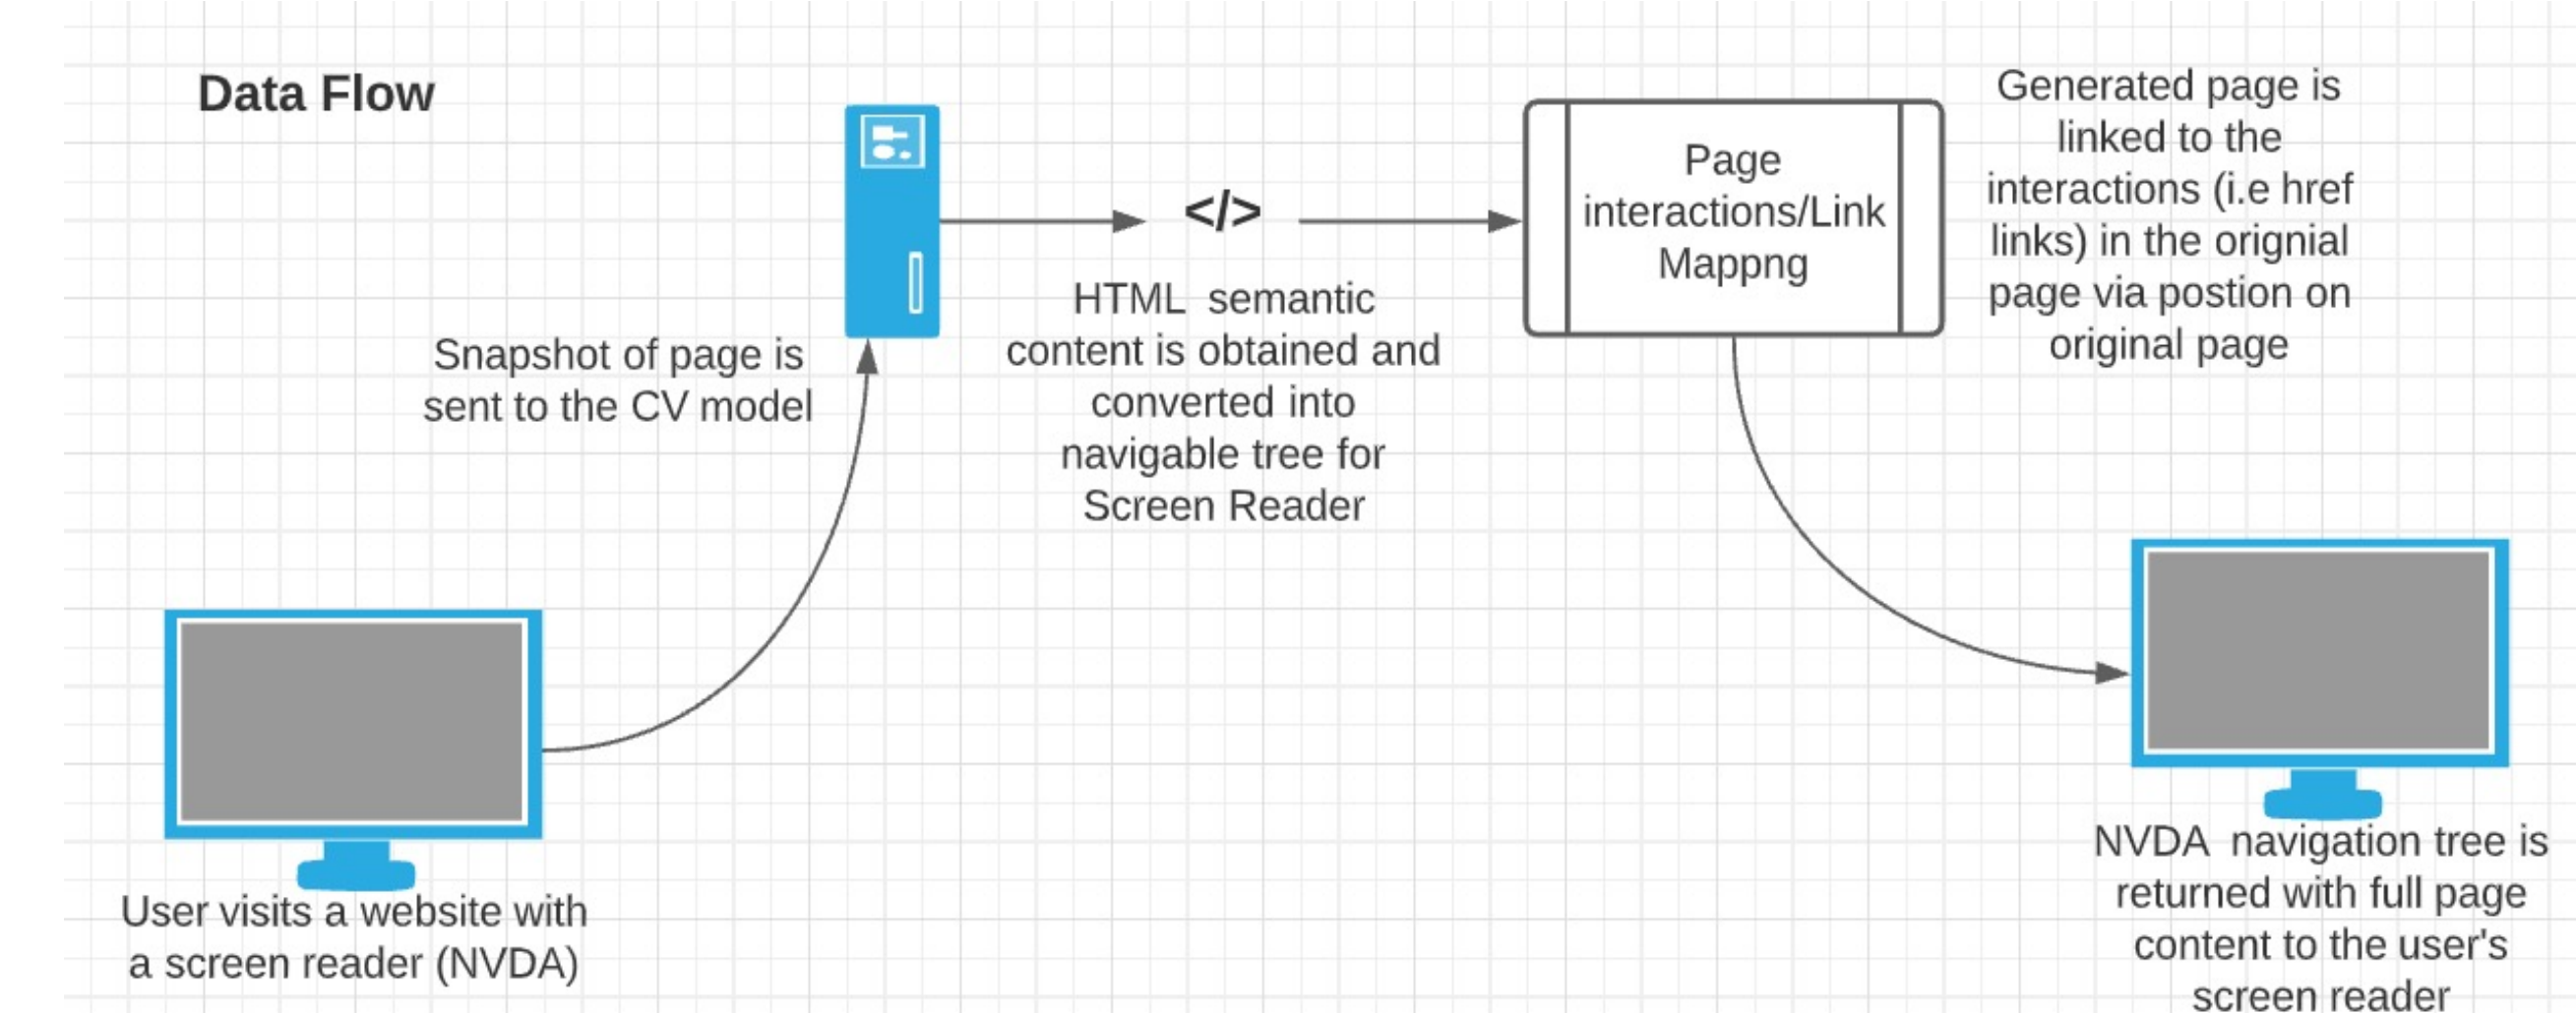 Data Flow
Snapshot of page is
sent to the CV model
User visits a website with
a screen reader (NVDA)
</>
HTML semantic
content is obtained and
converted into
navigable tree for
Screen Reader
Page
interactions/Link
Mappng
Generated page is
linked to the
interactions (i.e href
links) in the orignial
page via postion on
original page
NVDA navigation tree is
returned with full page
content to the user's
screen reader